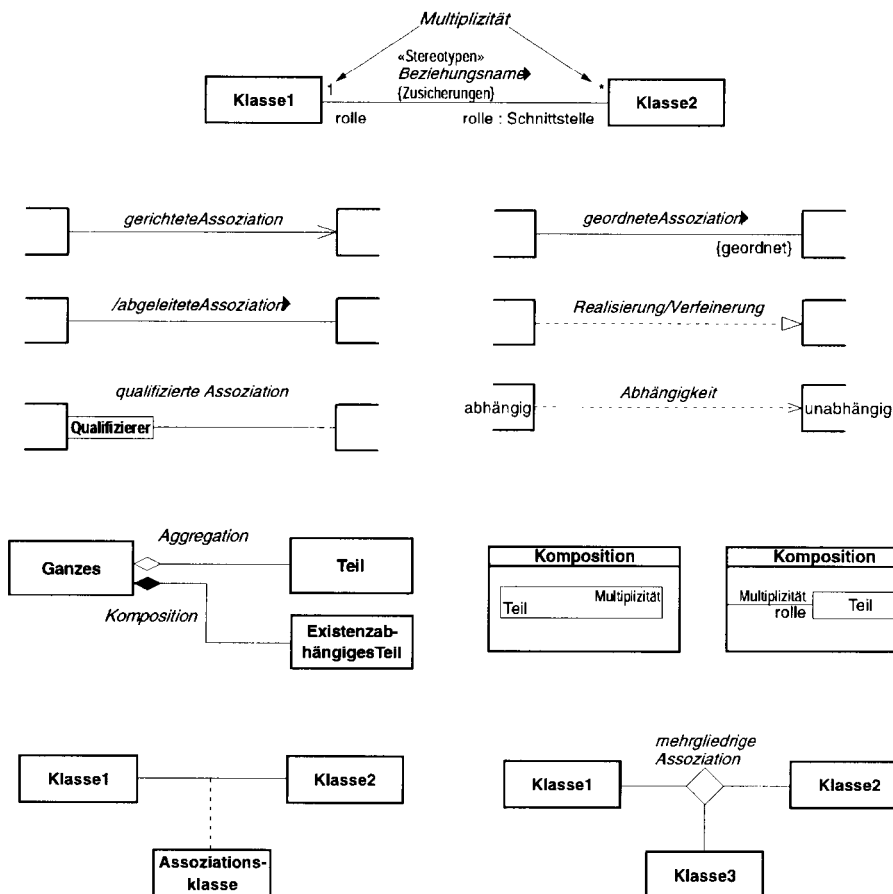 Multiplizität
«Stereotypen»
Beziehungsname
{Zusicherungen}
1
*
Klasse1
Klasse2
rolle
rolle : Schnittstelle
gerichteteAssoziation
geordneteAssoziation
{geordnet}
/abgeleiteteAssoziation
Realisierung/Verfeinerung
qualifizierte Assoziation
Qualifizierer
Abhängigkeit
abhängig
unabhängig
Aggregation
Ganzes
Teil
Komposition
Existenzab-
hängigesTeil
Komposition
Multiplizität
Teil
Komposition
Multiplizität
rolle
Teil
Klasse1
Klasse2
Assoziations-
klasse
mehrgliedrige
Assoziation
Klasse1
Klasse2
Klasse3